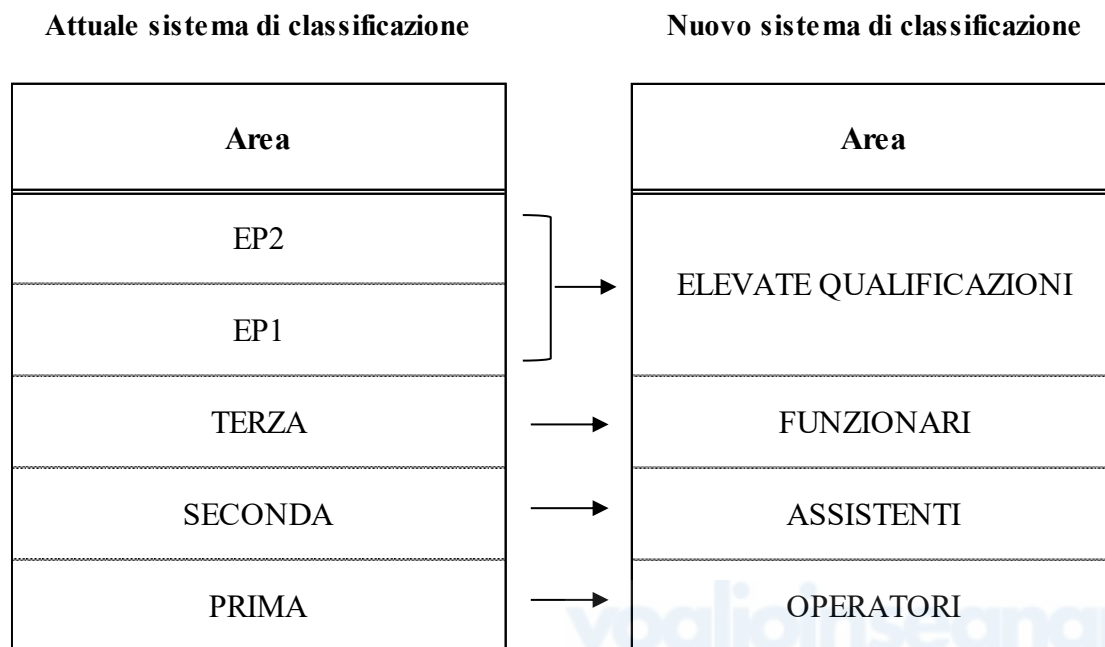 Attuale sistema di classificazione
Nuovo sistema di classificazione
Area
Area
EP2
EP1
ELEVATE QUALIFICAZIONI
TERZA
FUNZIONARI
SECONDA
ASSISTENTI
PRIMA
OPERATORI